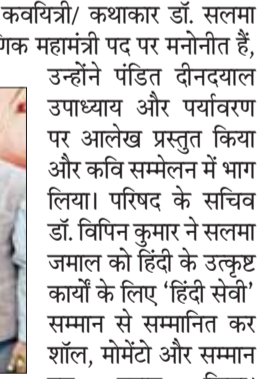 कवयित्री/ कथाकार डॉ. सलमा
णिक महामंत्री पद पर मनोनीत हैं,
उन्होंने पंडित दीनदयाल
उपाध्याय और पर्यावरण
पर आलेख प्रस्तुत किया
और कवि सम्मेलन में भाग
लिया। परिषद के सचिव
डॉ. विपिन कुमार ने सलमा
जमाल को हिंदी के उत्कृष्ट
कार्यों के लिए ‘हिंदी सेवी’
सम्मान से सम्मानित कर
शॉल, मोमेंटो और सम्मान